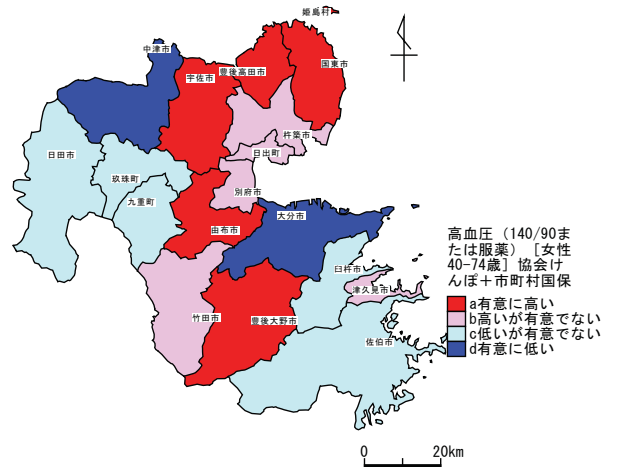 姫島村
中津市
国東市
豊後高田市
宇佐市
杵築市
日出町
日田市
玖珠町
別府市
九重町
大分市
由布市
臼杵市
津久見市
竹田市
豊後大野市
佐伯市
高血圧（140/90ま
たは服薬）［女性
40-74歳］協会け
んぽ＋市町村国保
a有意に高い
b高いが有意でない
c低いが有意でない
d有意に低い
0 20km